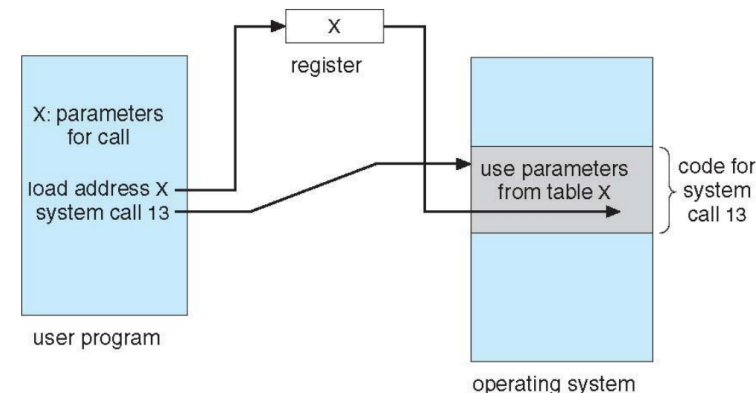 X
register
X: parameters
for call
load address X
system call 13
user program
use parameters
from table X
code for
system
call 13
operating system